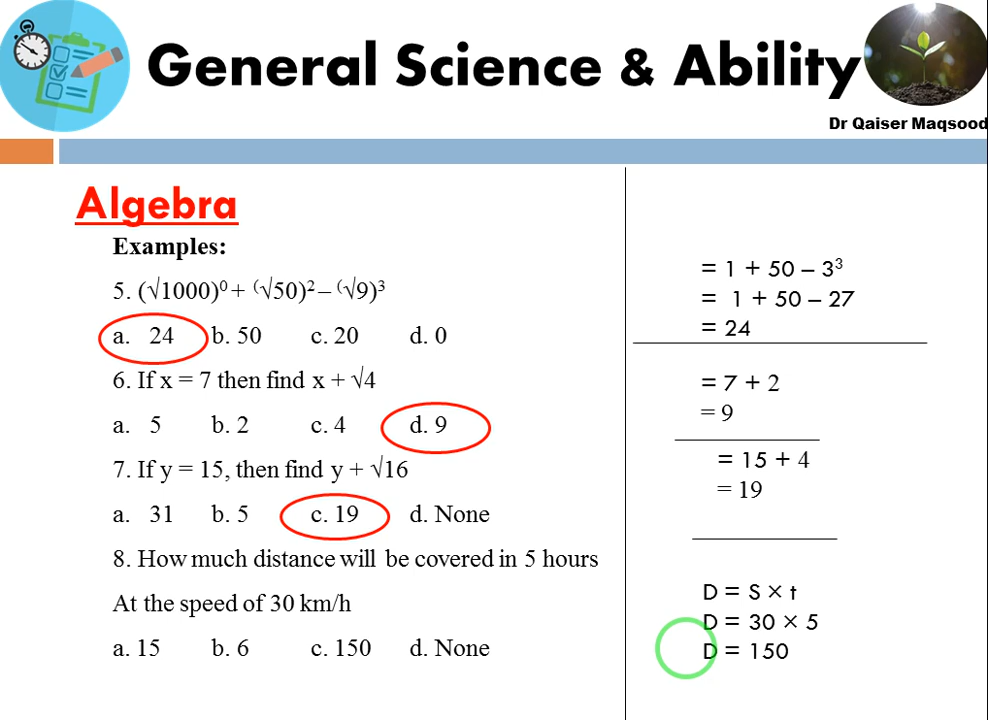 General Science & Ability
Dr Qaiser Maqsood
Algebra
Examples:
5. (√1000)⁰ + ⁽√50)² – ⁽√9)³
a. 24 b. 50 c. 20 d. 0
6. If x = 7 then find x + √4
a. 5 b. 2 c. 4 d. 9
7. If y = 15, then find y + √16
a. 31 b. 5 c. 19 d. None
8. How much distance will be covered in 5 hours
At the speed of 30 km/h
a. 15 b. 6 c. 150 d. None
= 1 + 50 – 3³
= 1 + 50 – 27
= 24
= 7 + 2
= 9
= 15 + 4
= 19
D = S × t
D = 30 × 5
D = 150